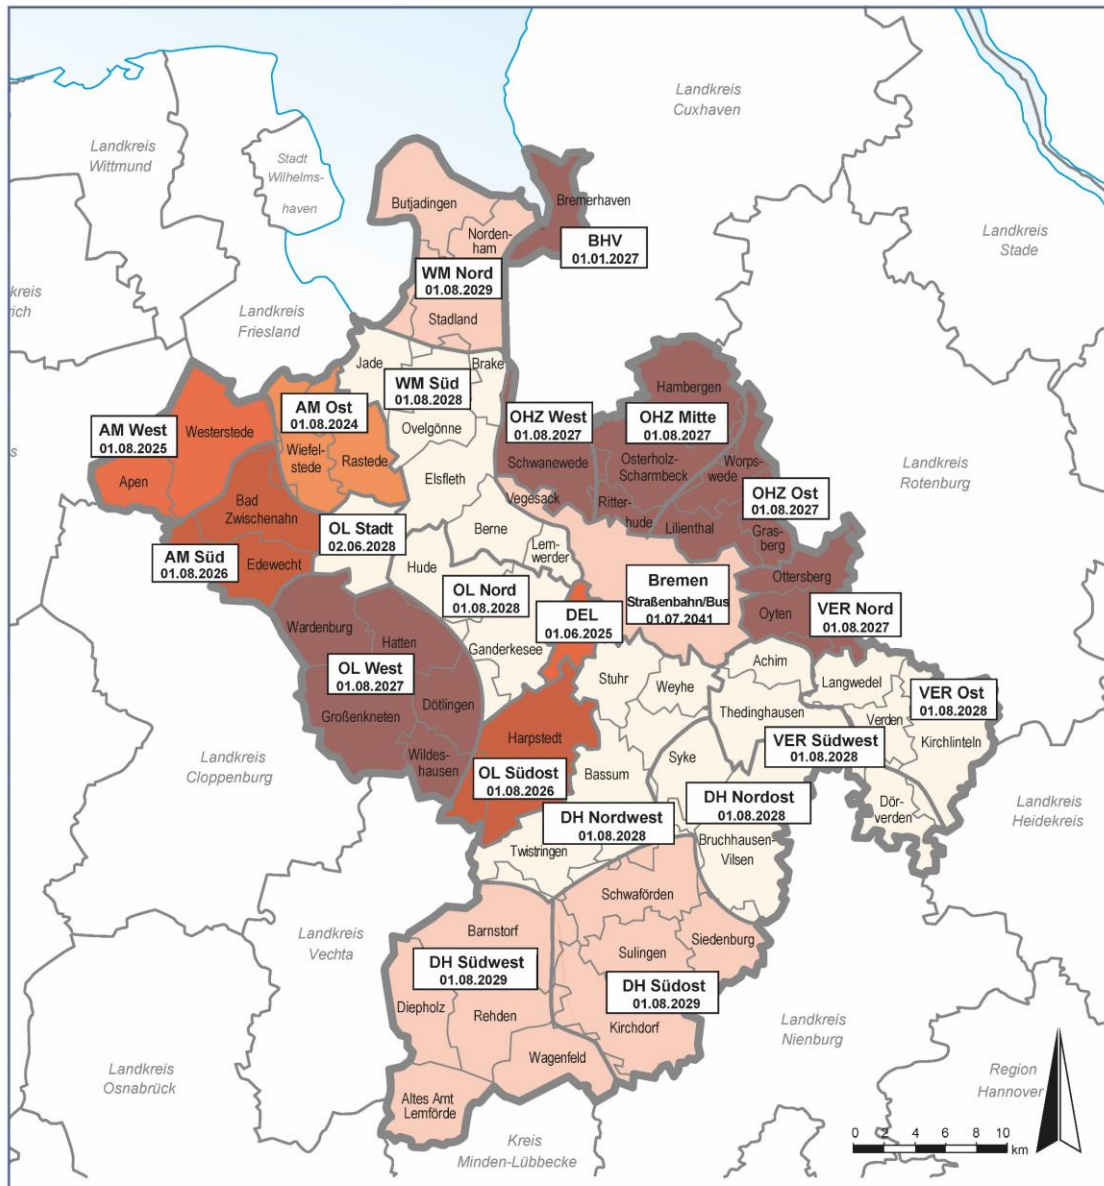 Landkreis
Cuxhaven
Landkreis
Wittmund
Stadt
Wilhelms-
haven
Butjadingen
Bremerhaven
Norden-
ham
BHV
01.01.2027
Landkreis
Stade
WM Nord
01.08.2029
kreis
rich
Landkreis
Friesland
Stadland
Jade
Brake
WM Süd
01.08.2028
Hambergen
AM Ost
01.08.2024
OHZ West
01.08.2027
OHZ Mitte
01.08.2027
AM West
01.08.2025
Westerstede
Ovelgönne
Wiefel-
stede
Rastede
Schwanewede
Osterholz-
Scharmbeck
Worps-
wede
Landkreis
Rotenburg
Apen
Elsfleth
Bad
Zwischenahn
Vegesack
Ritter-
hude
Lilienthal
OHZ Ost
01.08.2027
Gras-
berg
OL Stadt
02.06.2028
Berne
Lem-
werder
AM Süd
01.08.2026
Edewecht
Hude
OL Nord
01.08.2028
Bremen
Straßenbahn/Bus
01.07.2041
Ottersberg
Oyten
VER Nord
01.08.2027
DEL
01.06.2025
Wardenburg
Hatten
Ganderkesee
Achim
OL West
01.08.2027
Stuhr
Weyhe
Langwedel
VER Ost
01.08.2028
Dötlingen
Großenkneten
Thedinghausen
Verden
Kirchlinteln
Harpstedt
VER Südwest
01.08.2028
Landkreis
Cloppenburg
Wildes-
hausen
Syke
OL Südost
01.08.2026
Bassum
DH Nordost
01.08.2028
Dör-
verden
Landkreis
Heidekreis
DH Nordwest
01.08.2028
Twistringen
Bruchhausen-
Vilsen
Schwaförden
Landkreis
Vechta
Barnstorf
Siedenburg
Sulingen
DH Südwest
01.08.2029
DH Südost
01.08.2029
Diepholz
Rehden
Kirchdorf
Landkreis
Nienburg
Wagenfeld
Landkreis
Osnabrück
Region
Hannover
Altes Amt
Lemförde
Kreis
Minden-Lübbecke
0 2 4 6 8 10
km